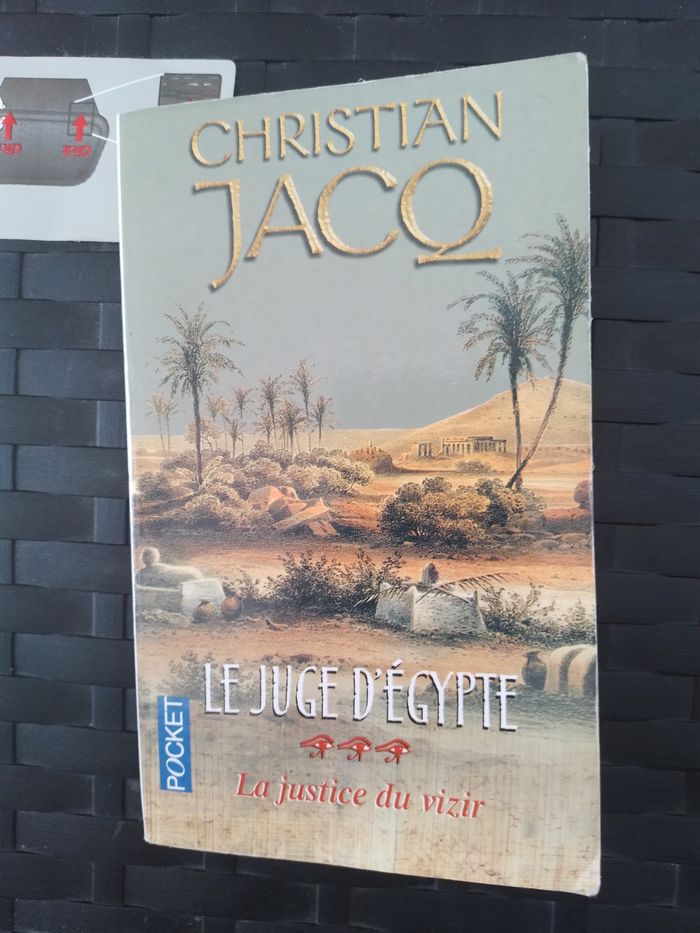 CHRISTIAN
JACQ
LE JUGE D'ÉGYPTE
La justice du vizir
POCKET